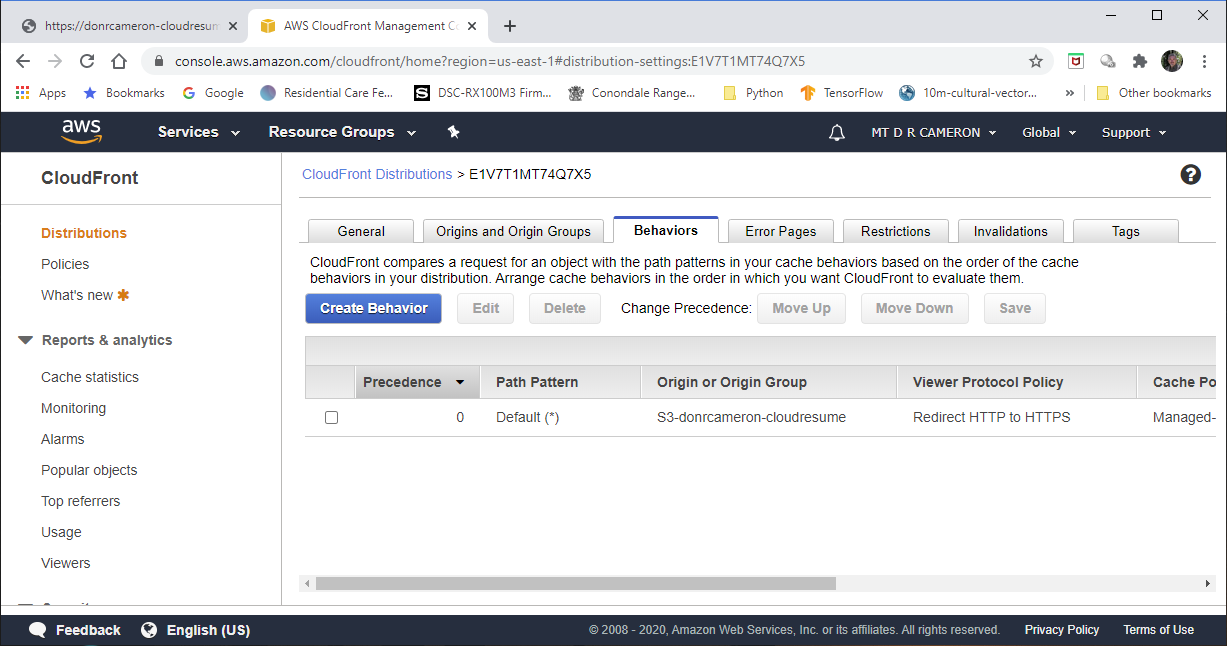 https://donrcameron-cloudresum
AWS CloudFront Management Co
console.aws.amazon.com/cloudfront/home?region=us-east-1#distribution-settings:E1V7T1MT74Q7X5
Apps Bookmarks Google Residential Care Fe... DSC-RX100M3 Firm... Conondale Range... Python TensorFlow 10m-cultural-vector... » Other bookmarks
aws Services Resource Groups MT D R CAMERON Global Support
CloudFront
Distributions
Policies
What's new
Reports & analytics
Cache statistics
Monitoring
Alarms
Popular objects
Top referrers
Usage
Viewers
CloudFront Distributions > E1V7T1MT74Q7X5
General Origins and Origin Groups Behaviors Error Pages Restrictions Invalidations Tags
CloudFront compares a request for an object with the path patterns in your cache behaviors based on the order of the cache
behaviors in your distribution. Arrange cache behaviors in the order in which you want CloudFront to evaluate them.
Create Behavior Edit Delete Change Precedence: Move Up Move Down Save
Precedence Path Pattern Origin or Origin Group Viewer Protocol Policy Cache Po
0 Default (*) S3-donrcameron-cloudresume Redirect HTTP to HTTPS Managed-
Feedback English (US) © 2008 - 2020, Amazon Web Services, Inc. or its affiliates. All rights reserved. Privacy Policy Terms of Use